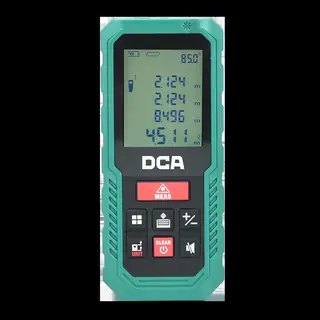 85.0°
2.124 m
2.124 m
8.496 m
4.511 m
DCA
MEAS
+/-
UNIT
CLEAR